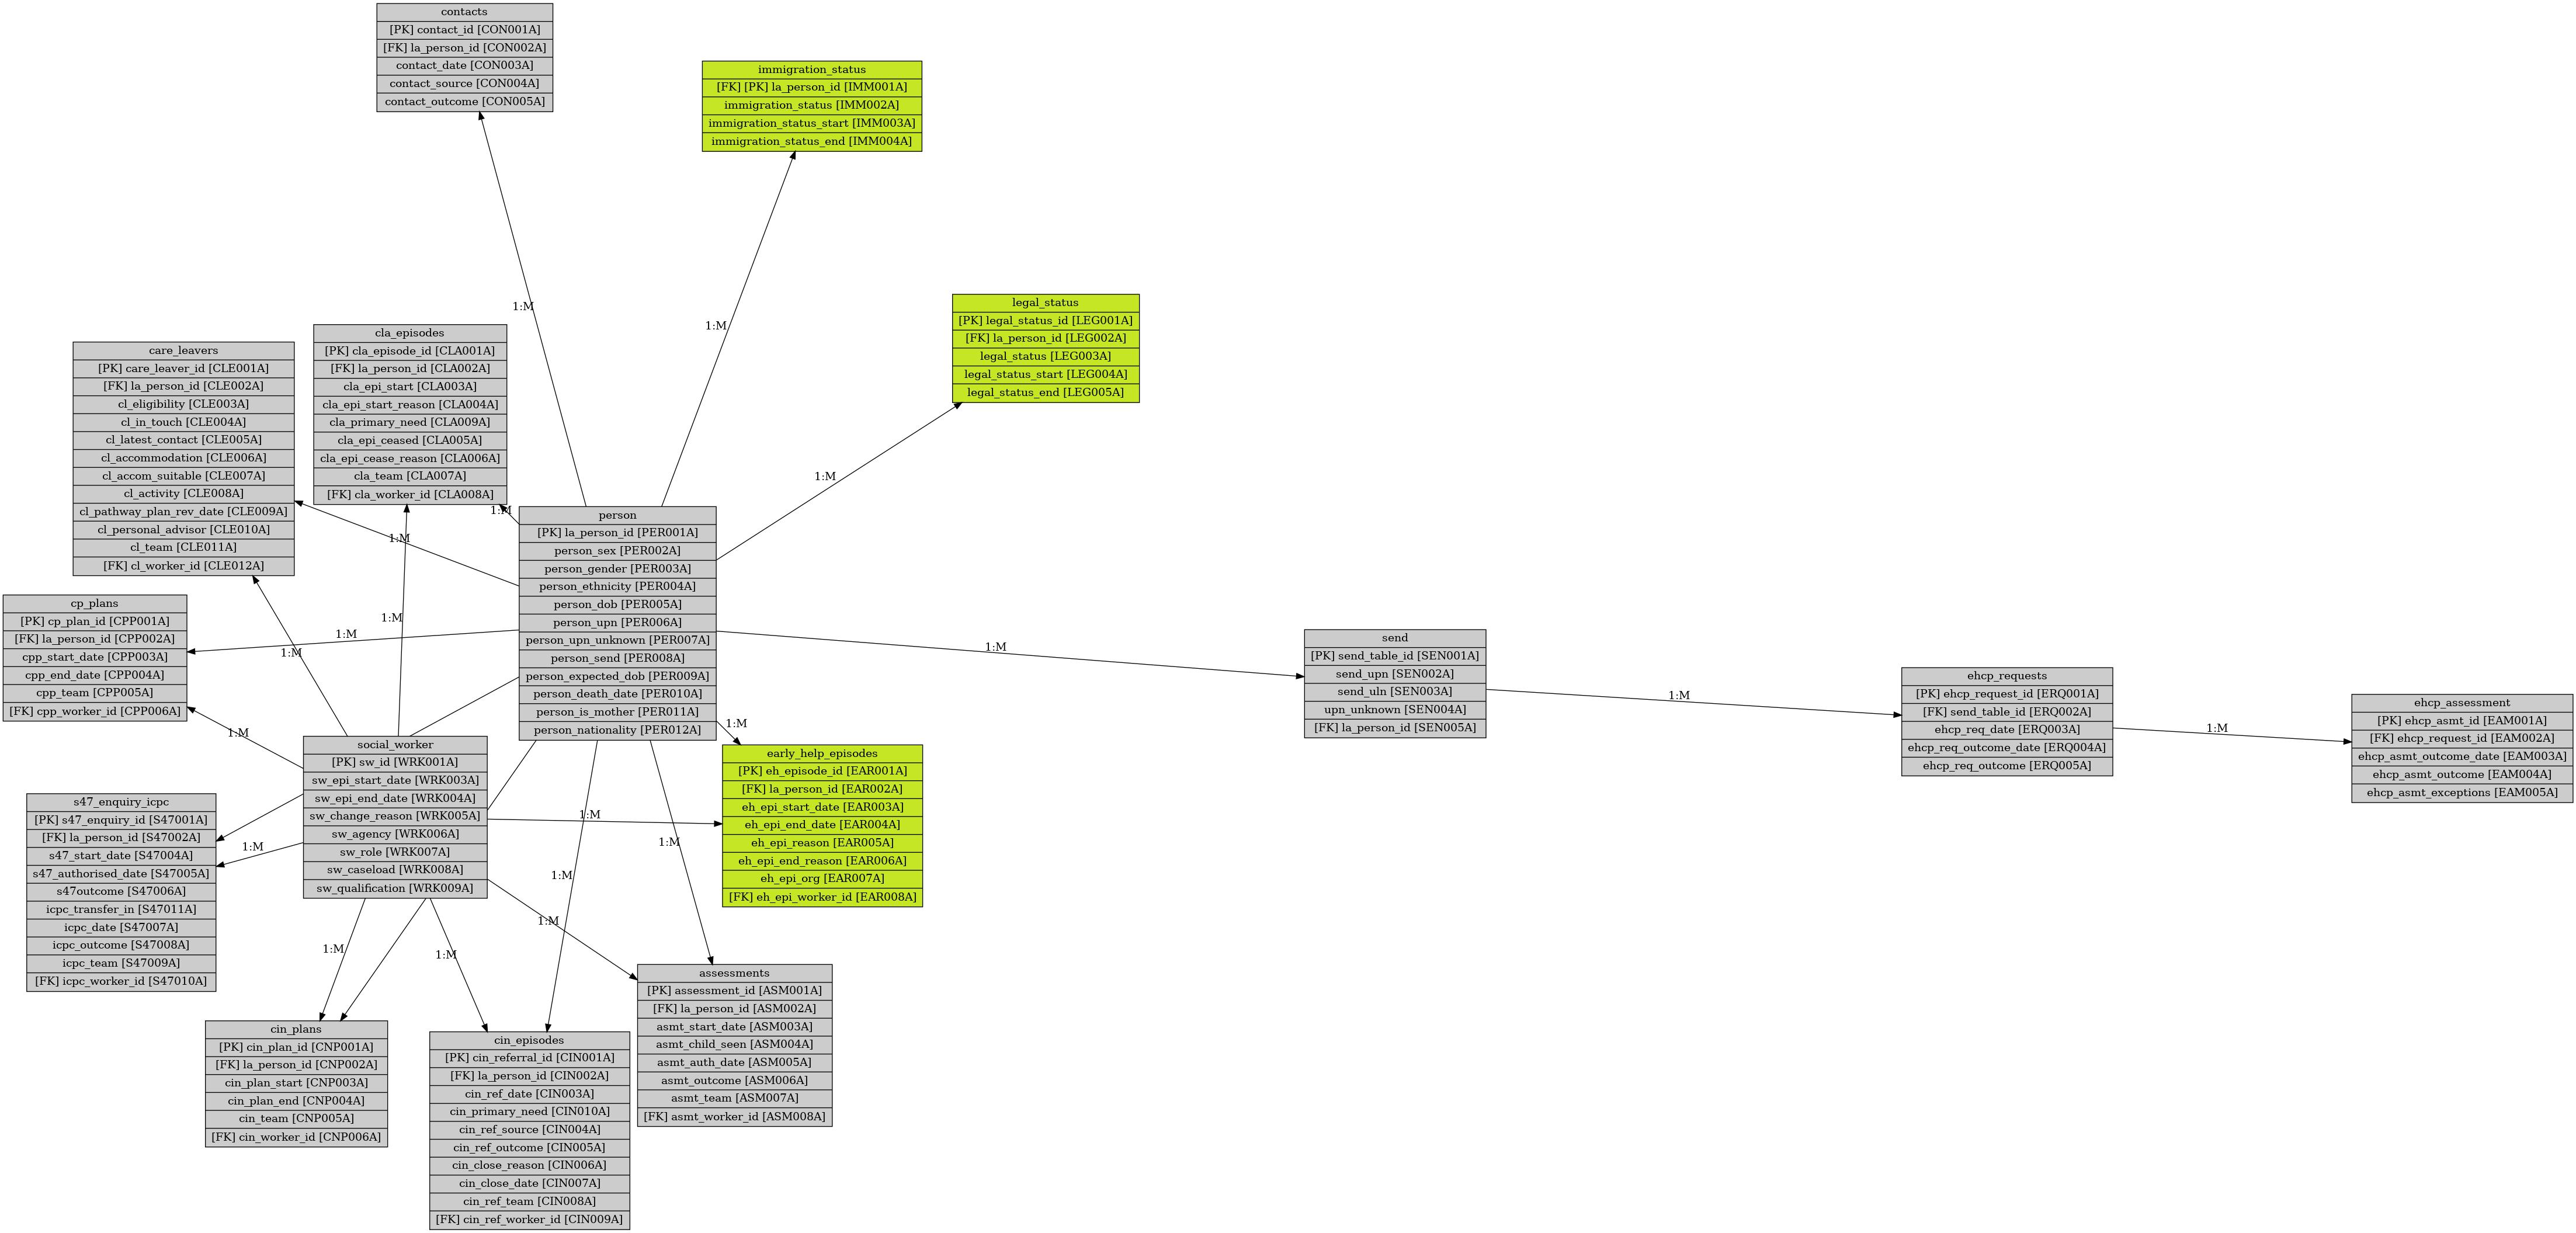 contacts
[PK] contact_id [CON001A]
[FK] la_person_id [CON002A]
contact_date [CON003A]
contact_source [CON004A]
contact_outcome [CON005A]
immigration_status
[FK] [PK] la_person_id [IMM001A]
immigration_status [IMM002A]
immigration_status_start [IMM003A]
immigration_status_end [IMM004A]
legal_status
[PK] legal_status_id [LEG001A]
[FK] la_person_id [LEG002A]
legal_status [LEG003A]
legal_status_start [LEG004A]
legal_status_end [LEG005A]
1:M
1:M
1:M
cla_episodes
[PK] cla_episode_id [CLA001A]
[FK] la_person_id [CLA002A]
cla_epi_start [CLA003A]
cla_epi_start_reason [CLA004A]
cla_primary_need [CLA009A]
cla_epi_ceased [CLA005A]
cla_epi_cease_reason [CLA006A]
cla_team [CLA007A]
[FK] cla_worker_id [CLA008A]
care_leavers
[PK] care_leaver_id [CLE001A]
[FK] la_person_id [CLE002A]
cl_eligibility [CLE003A]
cl_in_touch [CLE004A]
cl_latest_contact [CLE005A]
cl_accommodation [CLE006A]
cl_accom_suitable [CLE007A]
cl_activity [CLE008A]
cl_pathway_plan_rev_date [CLE009A]
cl_personal_advisor [CLE010A]
cl_team [CLE011A]
[FK] cl_worker_id [CLE012A]
1:M
1:M
person
[PK] la_person_id [PER001A]
person_sex [PER002A]
person_gender [PER003A]
person_ethnicity [PER004A]
person_dob [PER005A]
person_upn [PER006A]
person_upn_unknown [PER007A]
person_send [PER008A]
person_expected_dob [PER009A]
person_death_date [PER010A]
person_is_mother [PER011A]
person_nationality [PER012A]
cp_plans
[PK] cp_plan_id [CPP001A]
[FK] la_person_id [CPP002A]
cpp_start_date [CPP003A]
cpp_end_date [CPP004A]
cpp_team [CPP005A]
[FK] cpp_worker_id [CPP006A]
1:M
1:M
1:M
1:M
1:M
send
[PK] send_table_id [SEN001A]
send_upn [SEN002A]
send_uln [SEN003A]
upn_unknown [SEN004A]
[FK] la_person_id [SEN005A]
1:M
ehcp_requests
[PK] ehcp_request_id [ERQ001A]
[FK] send_table_id [ERQ002A]
ehcp_req_date [ERQ003A]
ehcp_req_outcome_date [ERQ004A]
ehcp_req_outcome [ERQ005A]
1:M
ehcp_assessment
[PK] ehcp_asmt_id [EAM001A]
[FK] ehcp_request_id [EAM002A]
ehcp_asmt_outcome_date [EAM003A]
ehcp_asmt_outcome [EAM004A]
ehcp_asmt_exceptions [EAM005A]
social_worker
[PK] sw_id [WRK001A]
sw_epi_start_date [WRK003A]
sw_epi_end_date [WRK004A]
sw_change_reason [WRK005A]
sw_agency [WRK006A]
sw_role [WRK007A]
sw_caseload [WRK008A]
sw_qualification [WRK009A]
1:M
early_help_episodes
[PK] eh_episode_id [EAR001A]
[FK] la_person_id [EAR002A]
eh_epi_start_date [EAR003A]
eh_epi_end_date [EAR004A]
eh_epi_reason [EAR005A]
eh_epi_end_reason [EAR006A]
eh_epi_org [EAR007A]
[FK] eh_epi_worker_id [EAR008A]
s47_enquiry_icpc
[PK] s47_enquiry_id [S47001A]
[FK] la_person_id [S47002A]
s47_start_date [S47004A]
s47_authorised_date [S47005A]
s47outcome [S47006A]
icpc_transfer_in [S47011A]
icpc_date [S47007A]
icpc_outcome [S47008A]
icpc_team [S47009A]
[FK] icpc_worker_id [S47010A]
1:M
1:M
1:M
1:M
1:M
1:M
1:M
cin_plans
[PK] cin_plan_id [CNP001A]
[FK] la_person_id [CNP002A]
cin_plan_start [CNP003A]
cin_plan_end [CNP004A]
cin_team [CNP005A]
[FK] cin_worker_id [CNP006A]
cin_episodes
[PK] cin_referral_id [CIN001A]
[FK] la_person_id [CIN002A]
cin_ref_date [CIN003A]
cin_primary_need [CIN010A]
cin_ref_source [CIN004A]
cin_ref_outcome [CIN005A]
cin_close_reason [CIN006A]
cin_close_date [CIN007A]
cin_ref_team [CIN008A]
[FK] cin_ref_worker_id [CIN009A]
assessments
[PK] assessment_id [ASM001A]
[FK] la_person_id [ASM002A]
asmt_start_date [ASM003A]
asmt_child_seen [ASM004A]
asmt_auth_date [ASM005A]
asmt_outcome [ASM006A]
asmt_team [ASM007A]
[FK] asmt_worker_id [ASM008A]